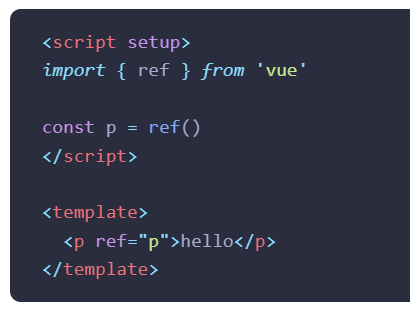 <script setup>
import { ref } from 'vue'

const p = ref()
</script>

<template>
  <p ref="p">hello</p>
</template>